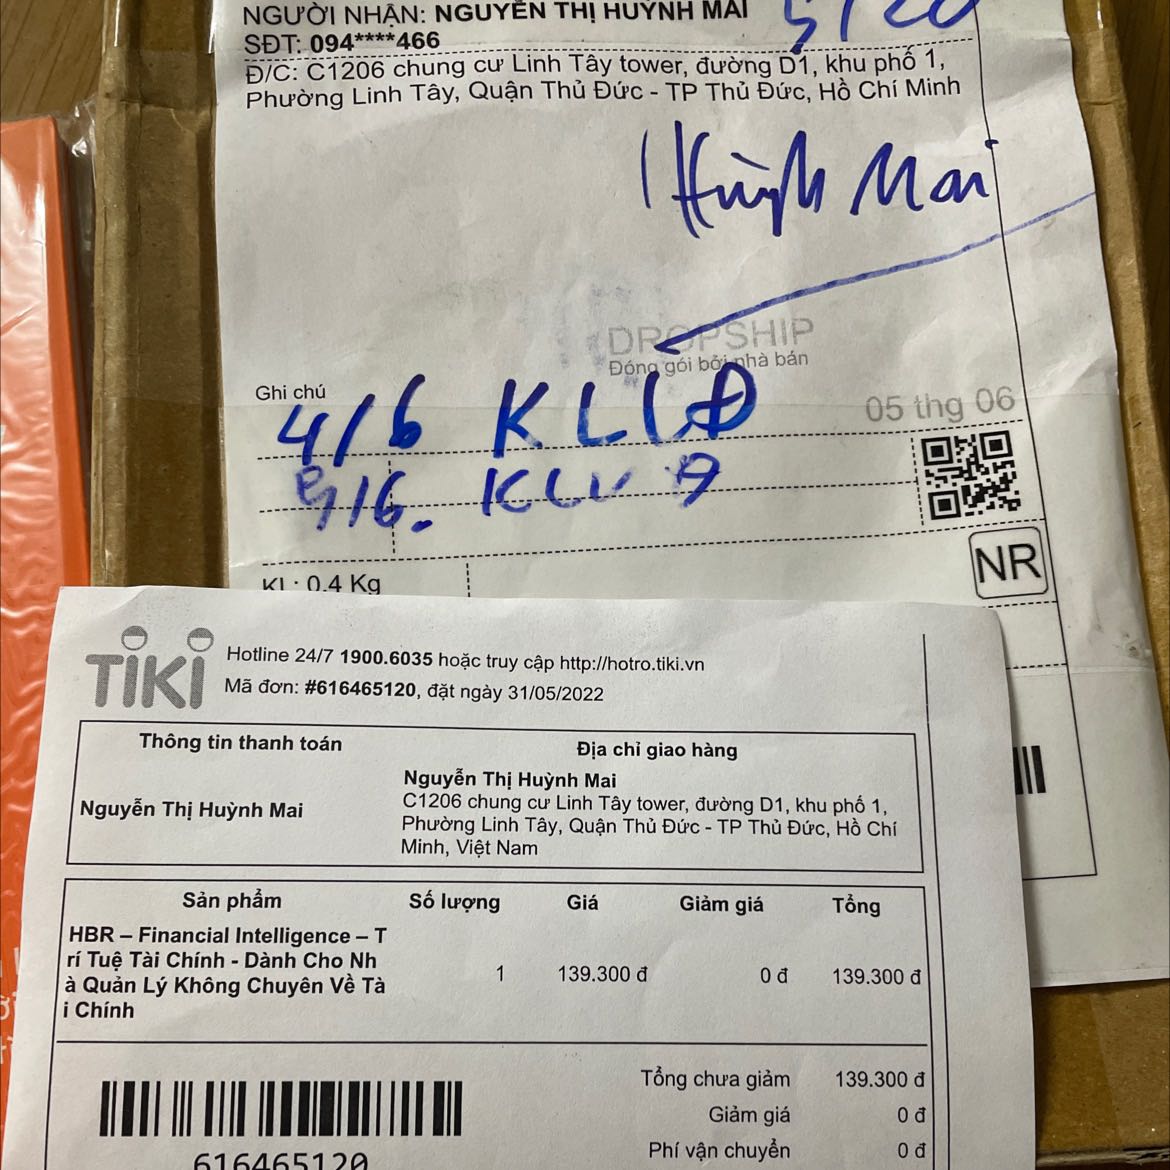 NGƯỜI NHẬN: NGUYỄN THỊ HUỲNH MAI
SĐT: 094****466
Đ/C: C1206 chung cư Linh Tây tower, đường D1, khu phố 1,
Phường Linh Tây, Quận Thủ Đức - TP Thủ Đức, Hồ Chí Minh
Huỳnh Mai
DROPSHIP
Đóng gói bởi nhà bán
Ghi chú
4/6
05 thg 06
5/6.
NR
KL: 0.4 Kg
TIKI
Hotline 24/7 1900.6035 hoặc truy cập http://hotro.tiki.vn
Mã đơn: #616465120, đặt ngày 31/05/2022
Thông tin thanh toán Địa chỉ giao hàng
Nguyễn Thị Huỳnh Mai
Nguyễn Thị Huỳnh Mai
C1206 chung cư Linh Tây tower, đường D1, khu phố 1,
Phường Linh Tây, Quận Thủ Đức - TP Thủ Đức, Hồ Chí
Minh, Việt Nam
Sản phẩm Số lượng Giá Giảm giá Tổng
HBR – Financial Intelligence – T
rí Tuệ Tài Chính - Dành Cho Nh
à Quản Lý Không Chuyên Về Tà
i Chính
1 139.300 đ 0 đ 139.300 đ
Tổng chưa giảm 139.300 đ
Giảm giá 0 đ
Phí vận chuyển 0 đ
616465120